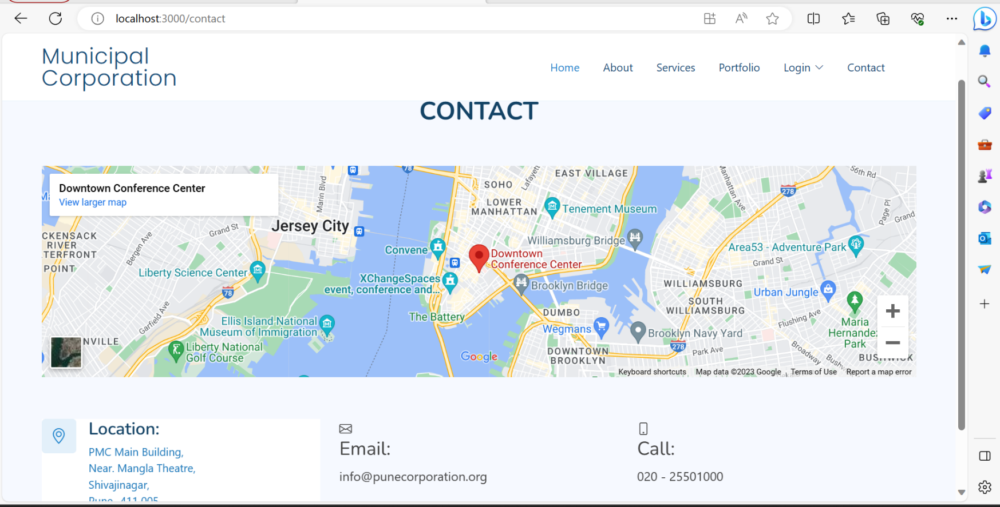 localhost:3000/contact
Municipal
Corporation
Home About Services Portfolio Login Contact
CONTACT
Downtown Conference Center
View larger map
Jersey City
Marin Blvd
78
EAST VILLAGE
SOHO
Lafayett
LOWER
MANHATTAN
Tenement Museum
Manhattan Ave
56th Rd
278
Page Pl
Grand
CKENSACK
RIVER
TERFRONT
POINT
Bergen Ave
Grand St
Convene
Williamsburg Bridge
Downtown
Conference Center
Area53 - Adventure Park
Grand St
Liberty Science Center
78
XChangeSpaces
event, conference and...
Brooklyn Bridge
WILLIAMSBURG
Urban Jungle
SOUTH
WILLIAMSBURG
Garfield Ave
The Battery
DUMBO
Flushing Ave
Ellis Island National
Museum of Immigration
Wegmans
Brooklyn Navy Yard
Maria
Hernandez
Park
NVILLE
Liberty National
Golf Course
Google
278
DOWNTOWN
BROOKLYN
Park Ave
Broadway
Bushw
BUSHWICK
Keyboard shortcuts Map data ©2023 Google Terms of Use Report a map error
Location:
PMC Main Building,
Near. Mangla Theatre,
Shivajinagar,
Pune, 411 005
Email:
info@punecorporation.org
Call:
020 - 25501000